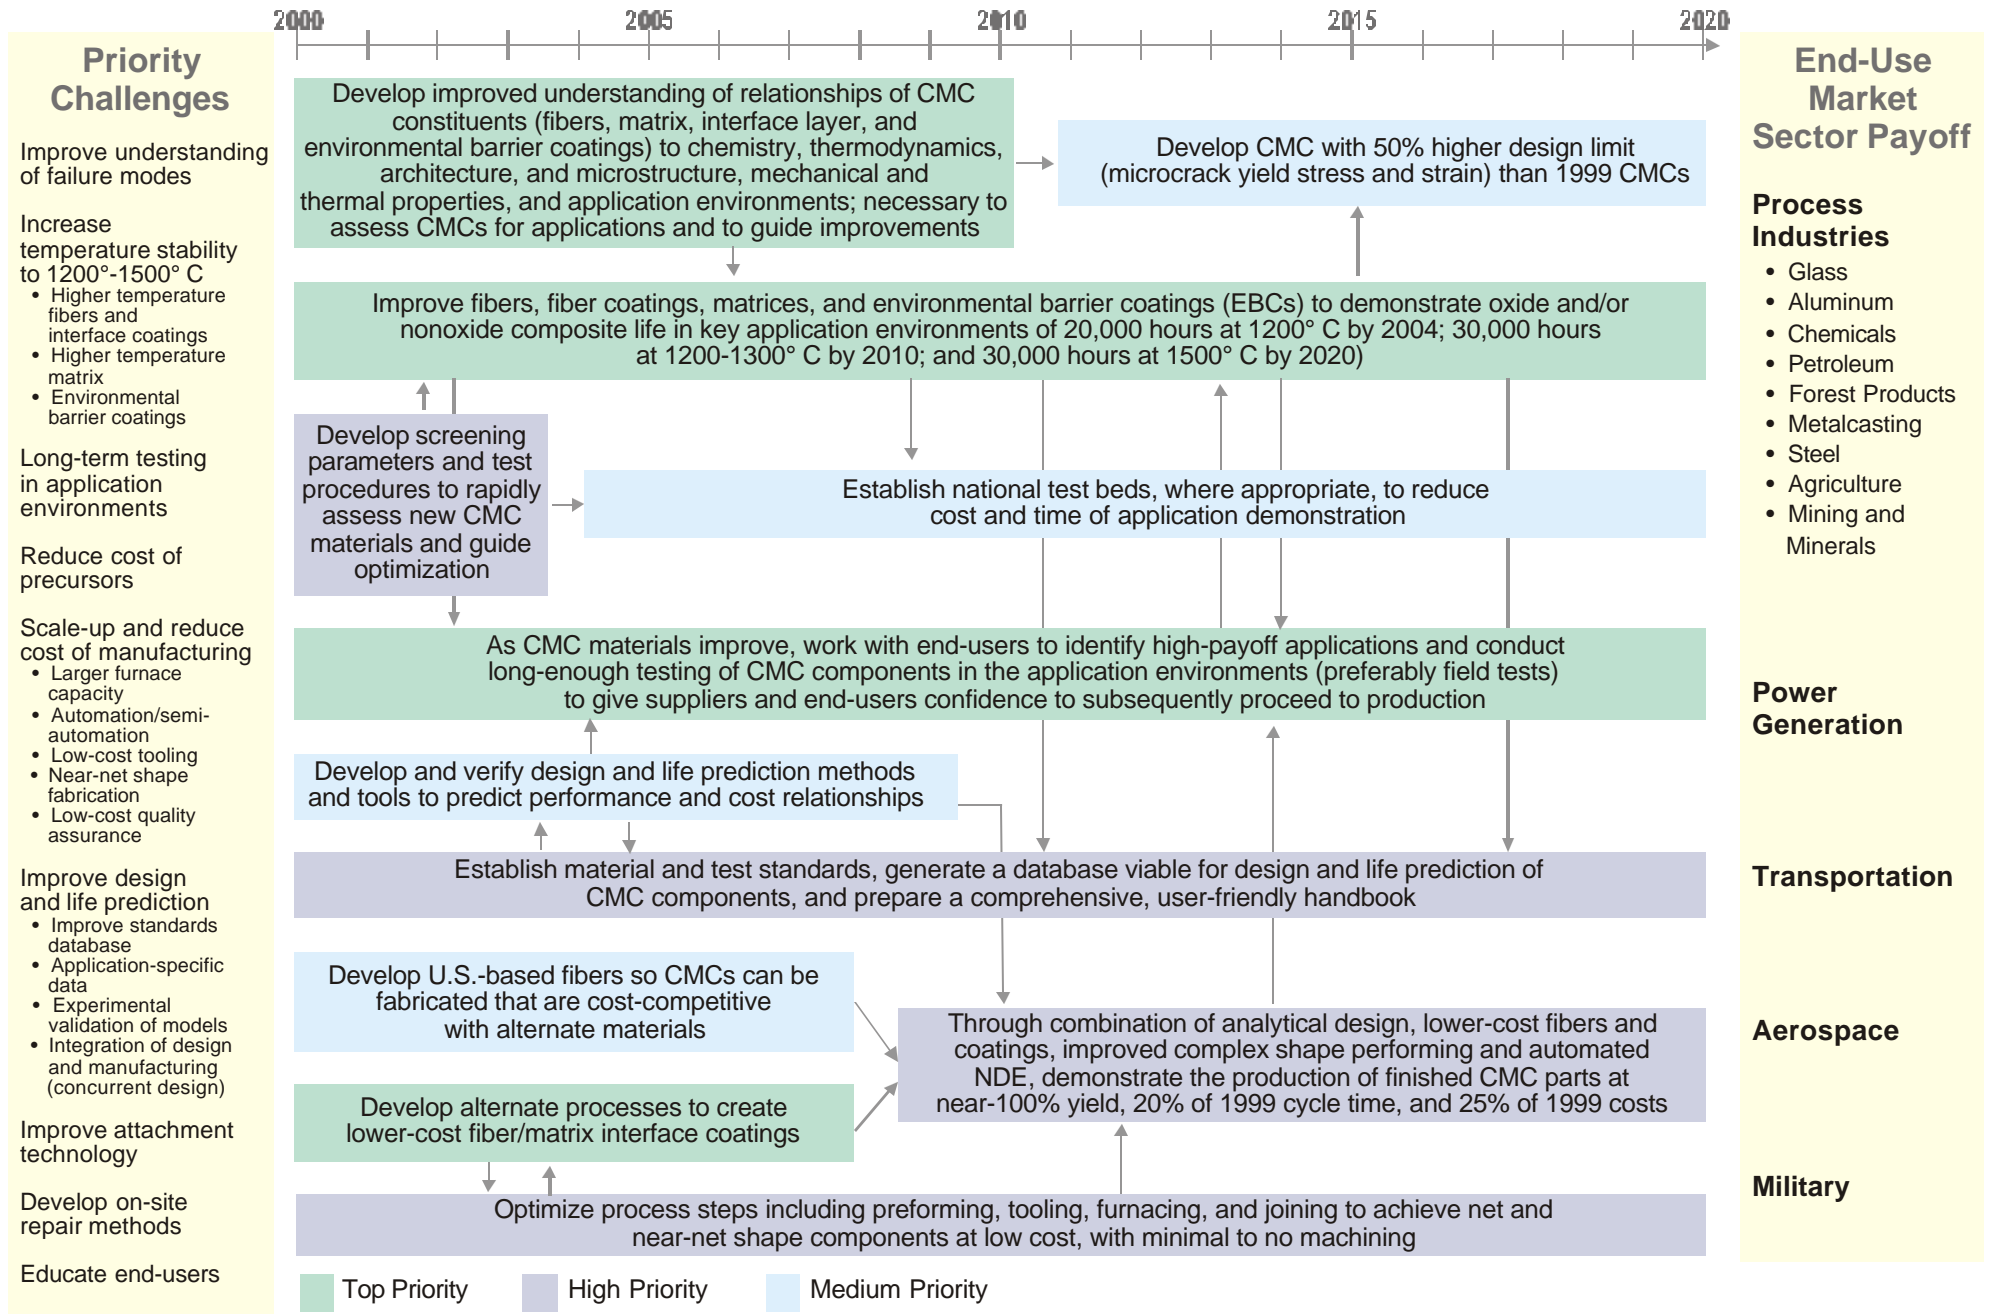 2000 2005 2010 2015 2020
Priority
Challenges
Improve understanding
of failure modes
Increase
temperature stability
to 1200°-1500° C
• Higher temperature
fibers and
interface coatings
• Higher temperature
matrix
• Environmental
barrier coatings
Long-term testing
in application
environments
Reduce cost of
precursors
Scale-up and reduce
cost of manufacturing
• Larger furnace
capacity
• Automation/semi-
automation
• Low-cost tooling
• Near-net shape
fabrication
• Low-cost quality
assurance
Improve design
and life prediction
• Improve standards
database
• Application-specific
data
• Experimental
validation of models
• Integration of design
and manufacturing
(concurrent design)
Improve attachment
technology
Develop on-site
repair methods
Educate end-users
Develop improved understanding of relationships of CMC
constituents (fibers, matrix, interface layer, and
environmental barrier coatings) to chemistry, thermodynamics,
architecture, and microstructure, mechanical and
thermal properties, and application environments; necessary to
assess CMCs for applications and to guide improvements
Develop CMC with 50% higher design limit
(microcrack yield stress and strain) than 1999 CMCs
Improve fibers, fiber coatings, matrices, and environmental barrier coatings (EBCs) to demonstrate oxide and/or
nonoxide composite life in key application environments of 20,000 hours at 1200° C by 2004; 30,000 hours
at 1200-1300° C by 2010; and 30,000 hours at 1500° C by 2020)
Develop screening
parameters and test
procedures to rapidly
assess new CMC
materials and guide
optimization
Establish national test beds, where appropriate, to reduce
cost and time of application demonstration
As CMC materials improve, work with end-users to identify high-payoff applications and conduct
long-enough testing of CMC components in the application environments (preferably field tests)
to give suppliers and end-users confidence to subsequently proceed to production
Develop and verify design and life prediction methods
and tools to predict performance and cost relationships
Establish material and test standards, generate a database viable for design and life prediction of
CMC components, and prepare a comprehensive, user-friendly handbook
Develop U.S.-based fibers so CMCs can be
fabricated that are cost-competitive
with alternate materials
Through combination of analytical design, lower-cost fibers and
coatings, improved complex shape performing and automated
NDE, demonstrate the production of finished CMC parts at
near-100% yield, 20% of 1999 cycle time, and 25% of 1999 costs
Develop alternate processes to create
lower-cost fiber/matrix interface coatings
Optimize process steps including preforming, tooling, furnacing, and joining to achieve net and
near-net shape components at low cost, with minimal to no machining
Top Priority
High Priority
Medium Priority
End-Use
Market
Sector Payoff
Process
Industries
• Glass
• Aluminum
• Chemicals
• Petroleum
• Forest Products
• Metalcasting
• Steel
• Agriculture
• Mining and
Minerals
Power
Generation
Transportation
Aerospace
Military